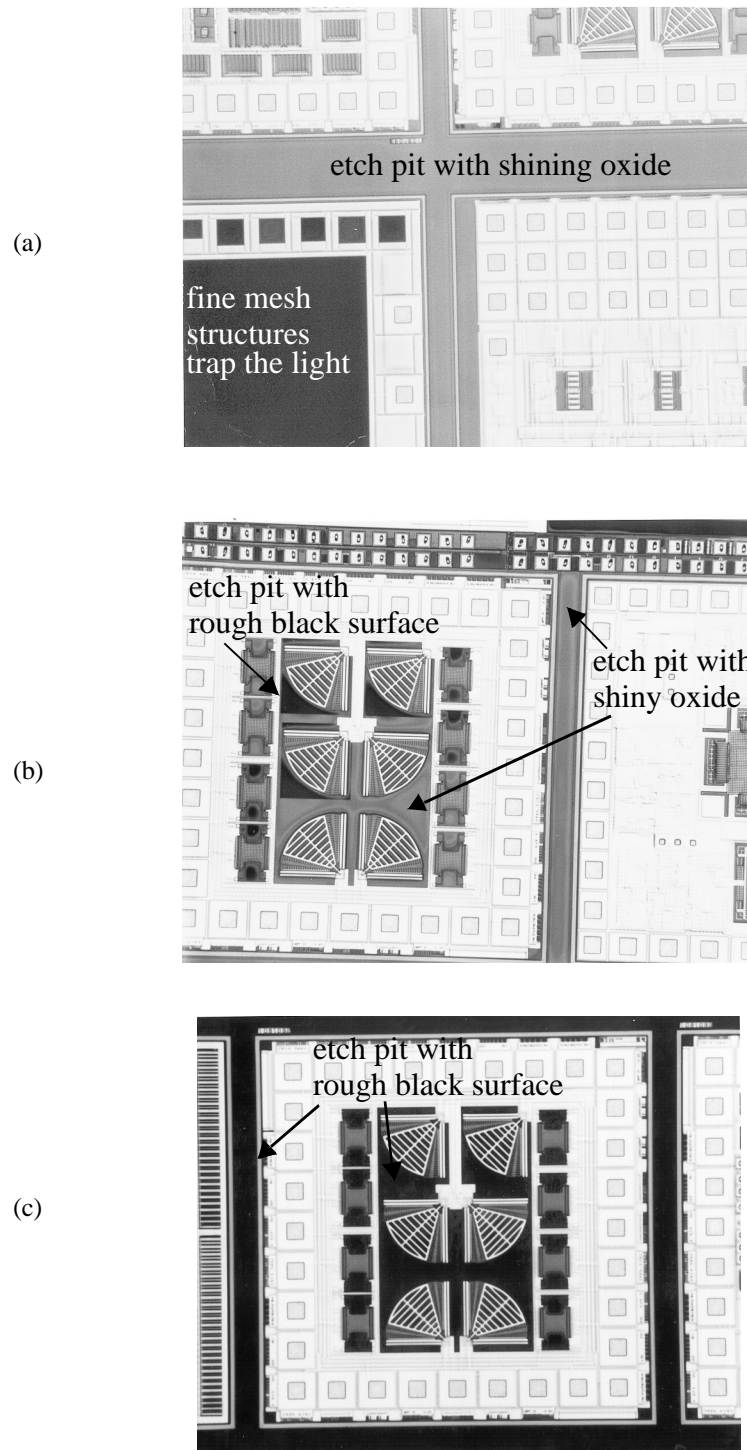 etch pit with shining oxide
(a)
fine mesh
structures
trap the light
etch pit with
rough black surface
etch pit with
shiny oxide
(b)
etch pit with
rough black surface
(c)